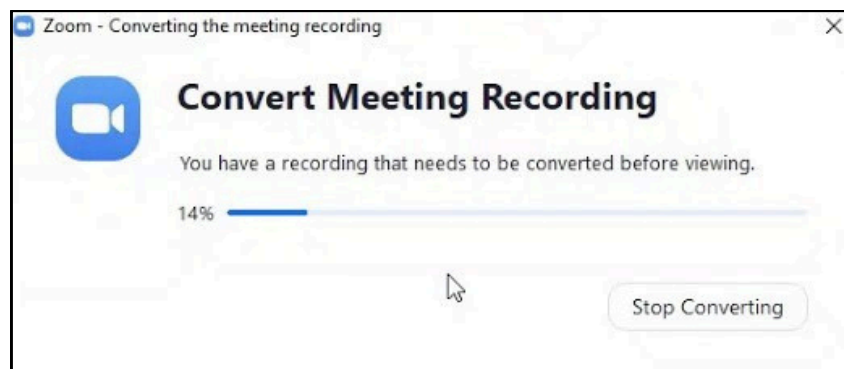 Zoom - Converting the meeting recording
Convert Meeting Recording
You have a recording that needs to be converted before viewing.
14%
Stop Converting